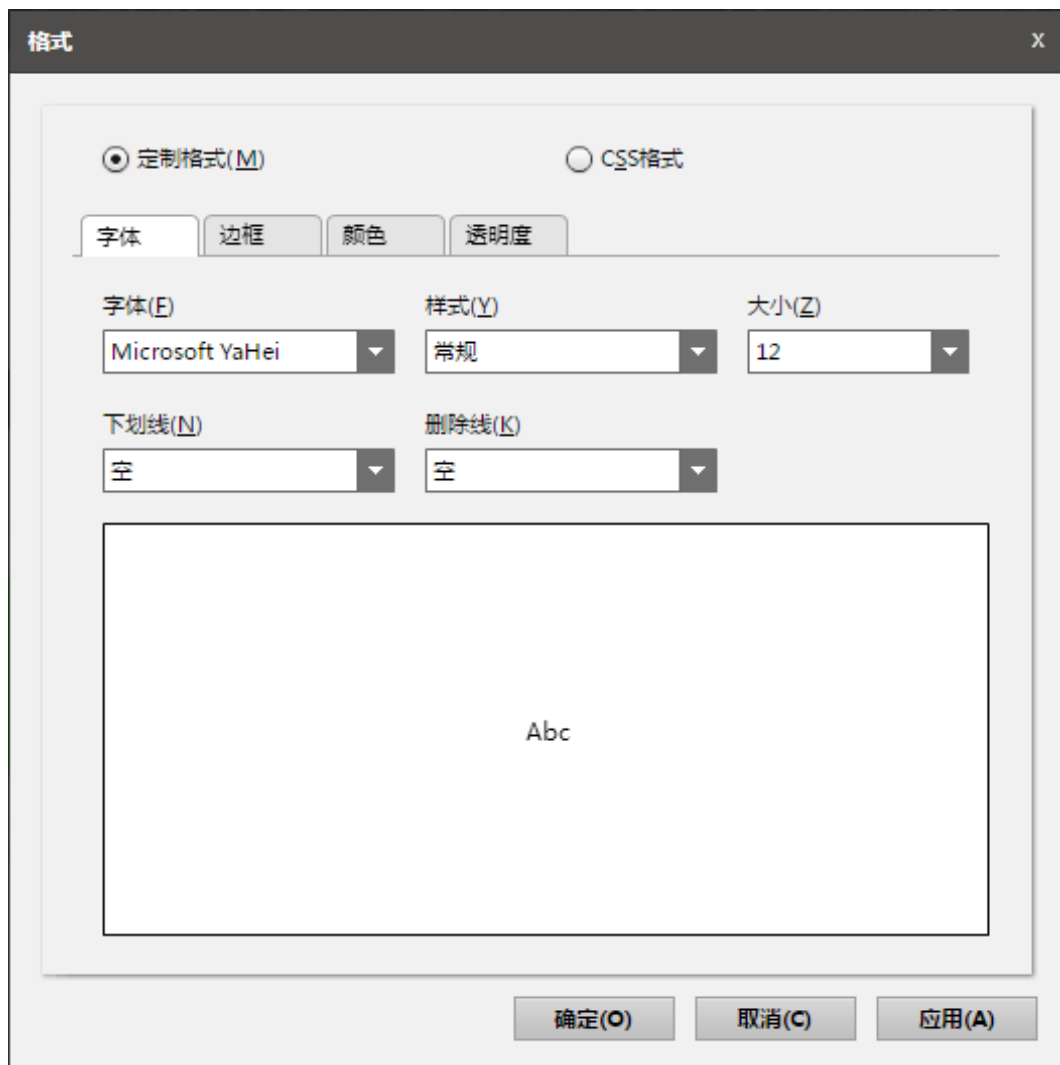 格式 x
定制格式(M) CSS格式
字体 边框 颜色 透明度
字体(F) 样式(Y) 大小(Z)
Microsoft YaHei 常规 12
下划线(N) 删除线(K)
空 空
Abc
确定(O) 取消(C) 应用(A)